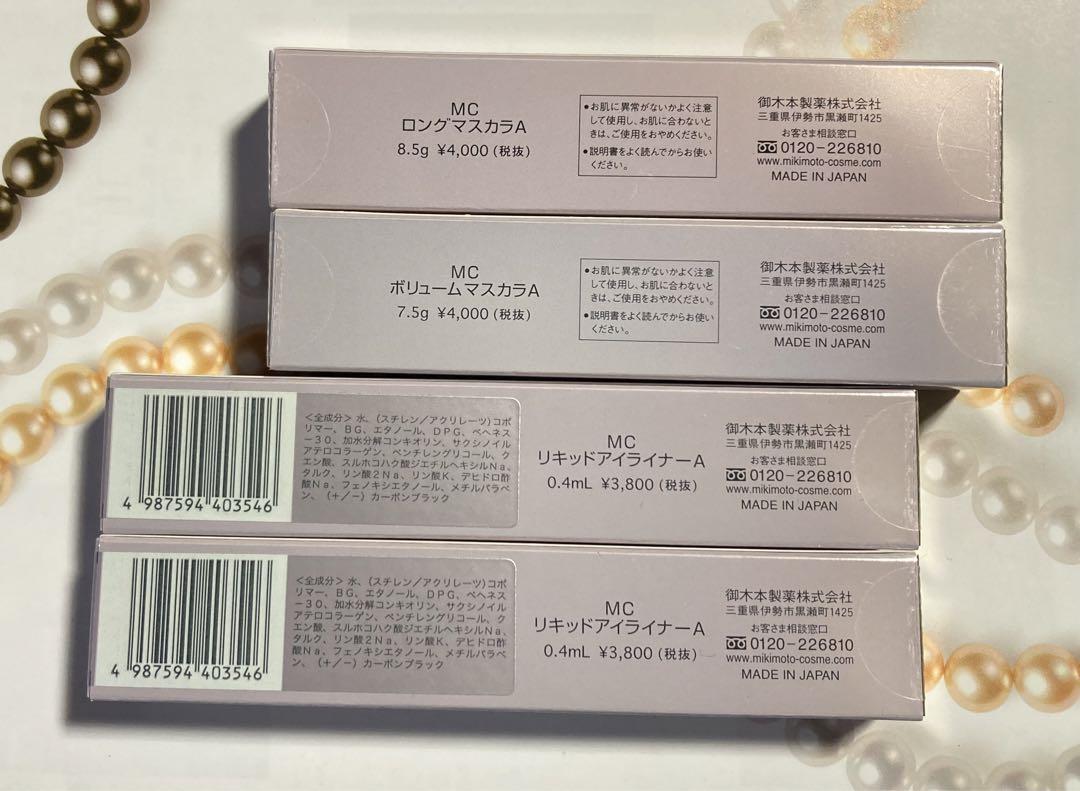 MC
ロングマスカラA
8.5g ¥4,000(税抜)
●お肌に異常がないかよく注意
して使用し、お肌に合わないと
きは、ご使用をおやめください。
●説明書をよく読んでからお使い
ください。
御木本製薬株式会社
三重県伊勢市黒瀬町1425
お客さま相談窓口
0120-226810
www.mikimoto-cosme.com
MADE IN JAPAN
MC
ボリュームマスカラA
7.5g ¥4,000(税抜)
●お肌に異常がないかよく注意
して使用し、お肌に合わないと
きは、ご使用をおやめください。
●説明書をよく読んでからお使い
ください。
御木本製薬株式会社
三重県伊勢市黒瀬町1425
お客さま相談窓口
0120-226810
www.mikimoto-cosme.com
MADE IN JAPAN
4 987594 403546
<全成分>水、(スチレン/アクリレーツ)コポ
リマー、BG、エタノール、DPG、ベヘネス
-30、加水分解コンキオリン、サクシノイル
アテロコラーゲン、ペンチレングリコール、ク
エン酸、スルホコハク酸ジエチルヘキシルNa、
タルク、リン酸2Na、リン酸K、デヒドロ酢
酸Na、フェノキシエタノール、メチルパラベ
ン、(+/-)カーボンブラック
MC
リキッドアイライナーA
0.4mL ¥3,800(税抜)
御木本製薬株式会社
三重県伊勢市黒瀬町1425
お客さま相談窓口
0120-226810
www.mikimoto-cosme.com
MADE IN JAPAN
4 987594 403546
<全成分>水、(スチレン/アクリレーツ)コポ
リマー、BG、エタノール、DPG、ベヘネス
-30、加水分解コンキオリン、サクシノイル
アテロコラーゲン、ペンチレングリコール、ク
エン酸、スルホコハク酸ジエチルヘキシルNa、
タルク、リン酸2Na、リン酸K、デヒドロ酢
酸Na、フェノキシエタノール、メチルパラベ
ン、(+/-)カーボンブラック
MC
リキッドアイライナーA
0.4mL ¥3,800(税抜)
御木本製薬株式会社
三重県伊勢市黒瀬町1425
お客さま相談窓口
0120-226810
www.mikimoto-cosme.com
MADE IN JAPAN